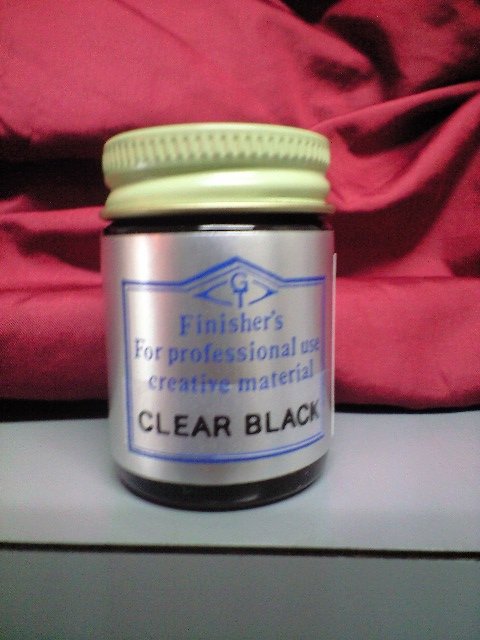 G
Finisher's
For professional use
creative material
CLEAR BLACK